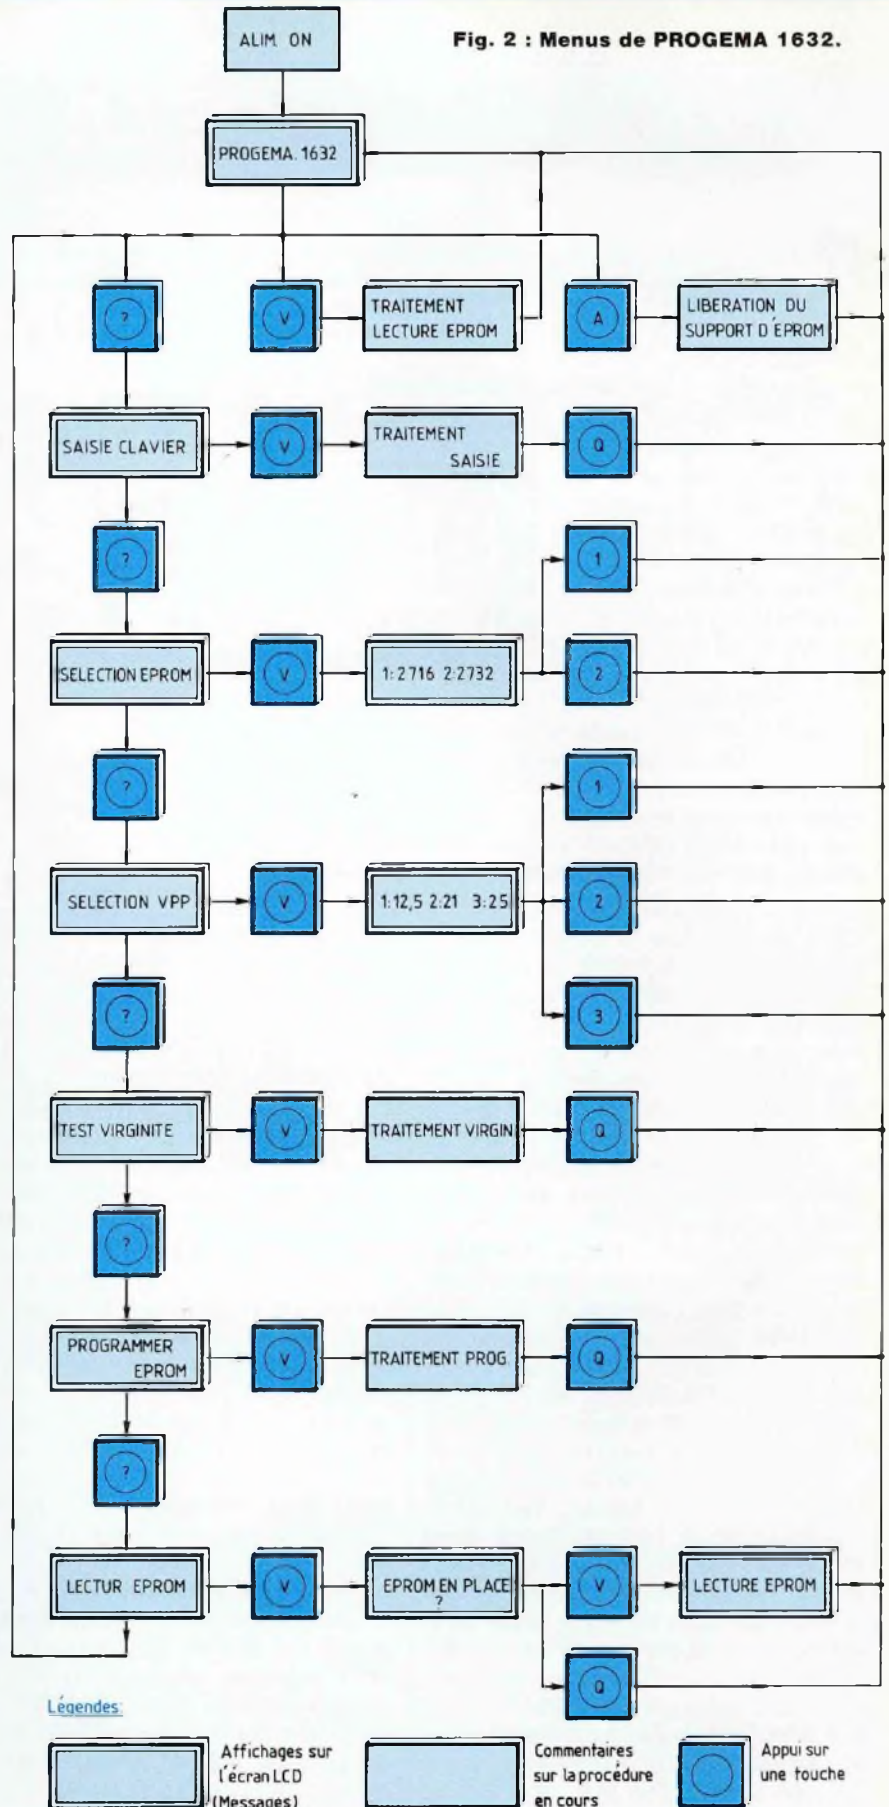 Fig. 2 : Menus de PROGEMA 1632.
ALIM. ON
PROGEMA. 1632
?
V
TRAITEMENT
LECTURE EPROM
A
LIBERATION DU
SUPPORT D'EPROM
SAISIE CLAVIER
V
TRAITEMENT
SAISIE
Q
?
1
SELECTION EPROM
V
1:2716 2:2732
2
?
1
SELECTION VPP
V
1:12,5 2:21 3:25
2
?
3
TEST VIRGINITE
V
TRAITEMENT VIRGIN
Q
?
PROGRAMMER
EPROM
V
TRAITEMENT PROG.
Q
?
LECTUR EPROM
V
EPROM EN PLACE
?
V
LECTURE EPROM
Q
Légendes:
Affichages sur
l'écran LCD
(Messages)
Commentaires
sur la procédure
en cours
Appui sur
une touche